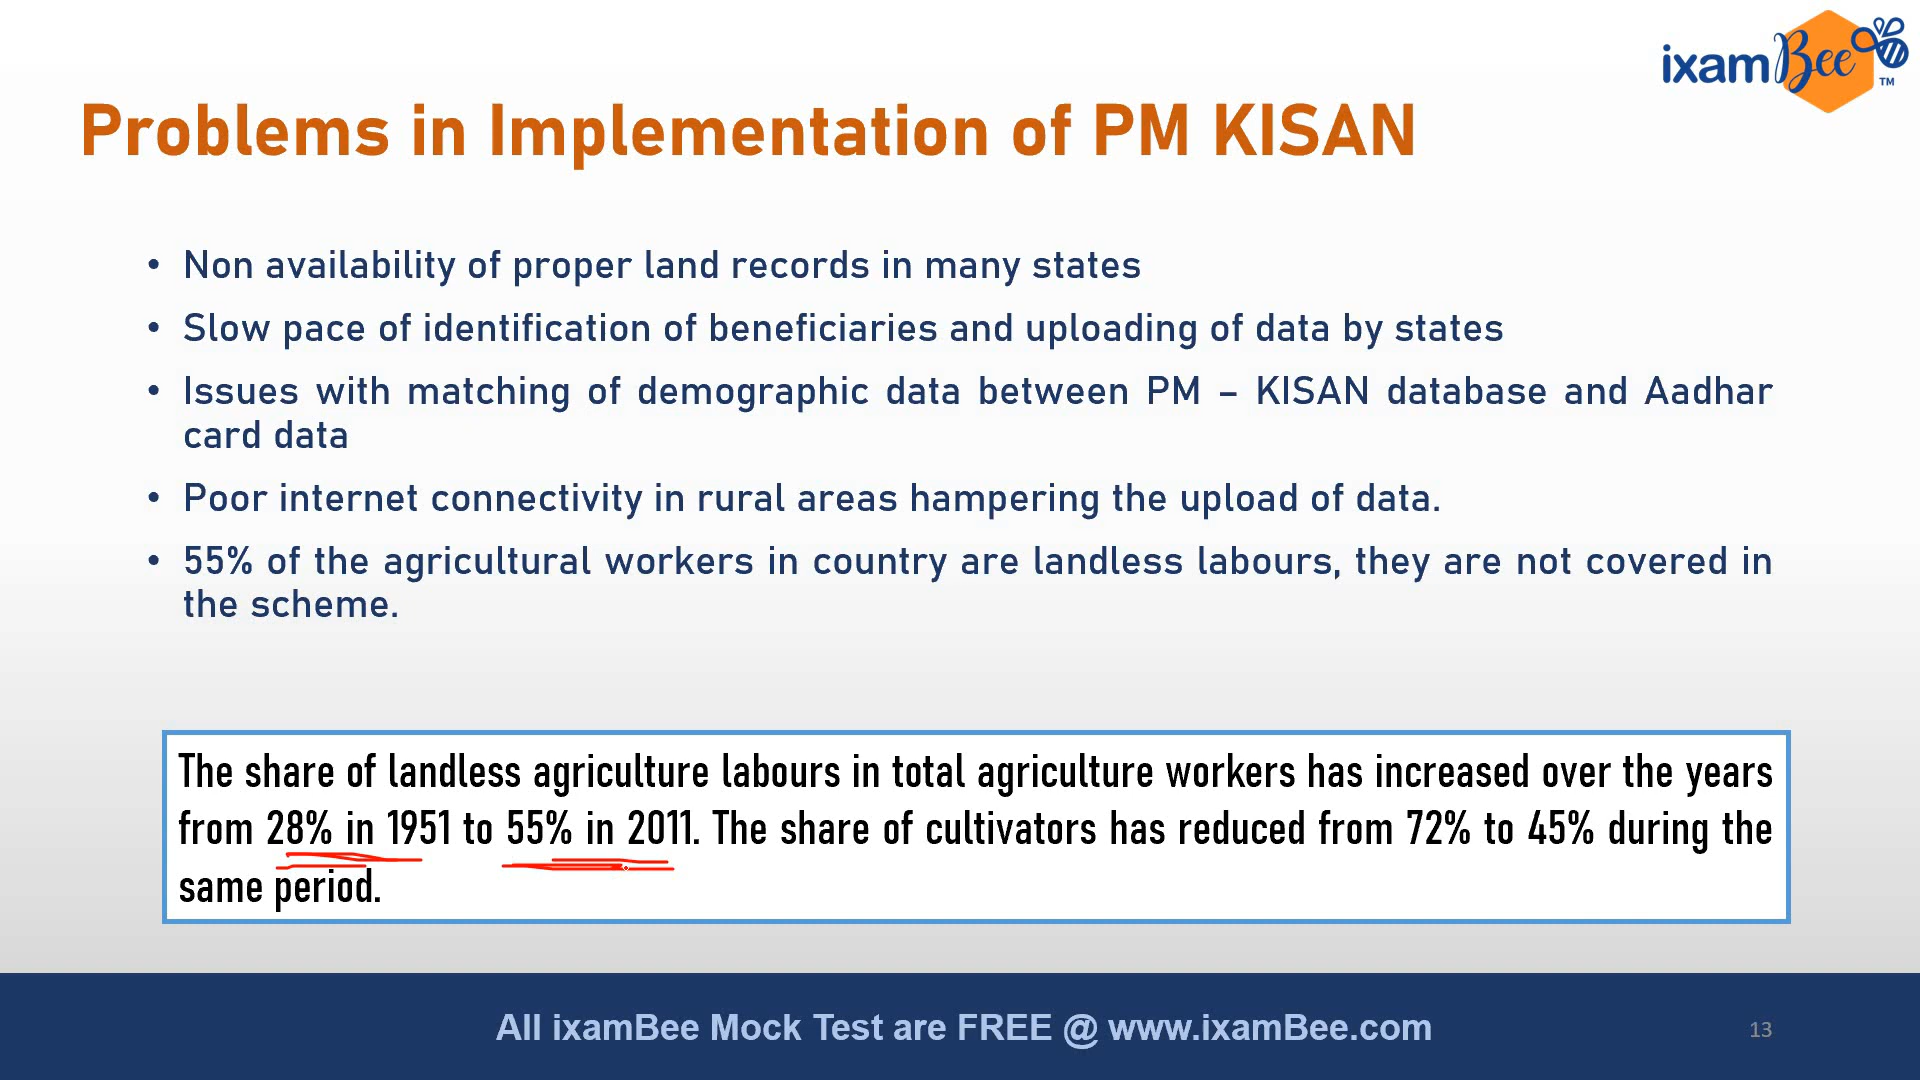 ixamBee
TM
Problems in Implementation of PM KISAN
• Non availability of proper land records in many states
• Slow pace of identification of beneficiaries and uploading of data by states
• Issues with matching of demographic data between PM – KISAN database and Aadhar
card data
• Poor internet connectivity in rural areas hampering the upload of data.
• 55% of the agricultural workers in country are landless labours, they are not covered in
the scheme.
The share of landless agriculture labours in total agriculture workers has increased over the years
from 28% in 1951 to 55% in 2011. The share of cultivators has reduced from 72% to 45% during the
same period.
All ixamBee Mock Test are FREE @ www.ixamBee.com
13